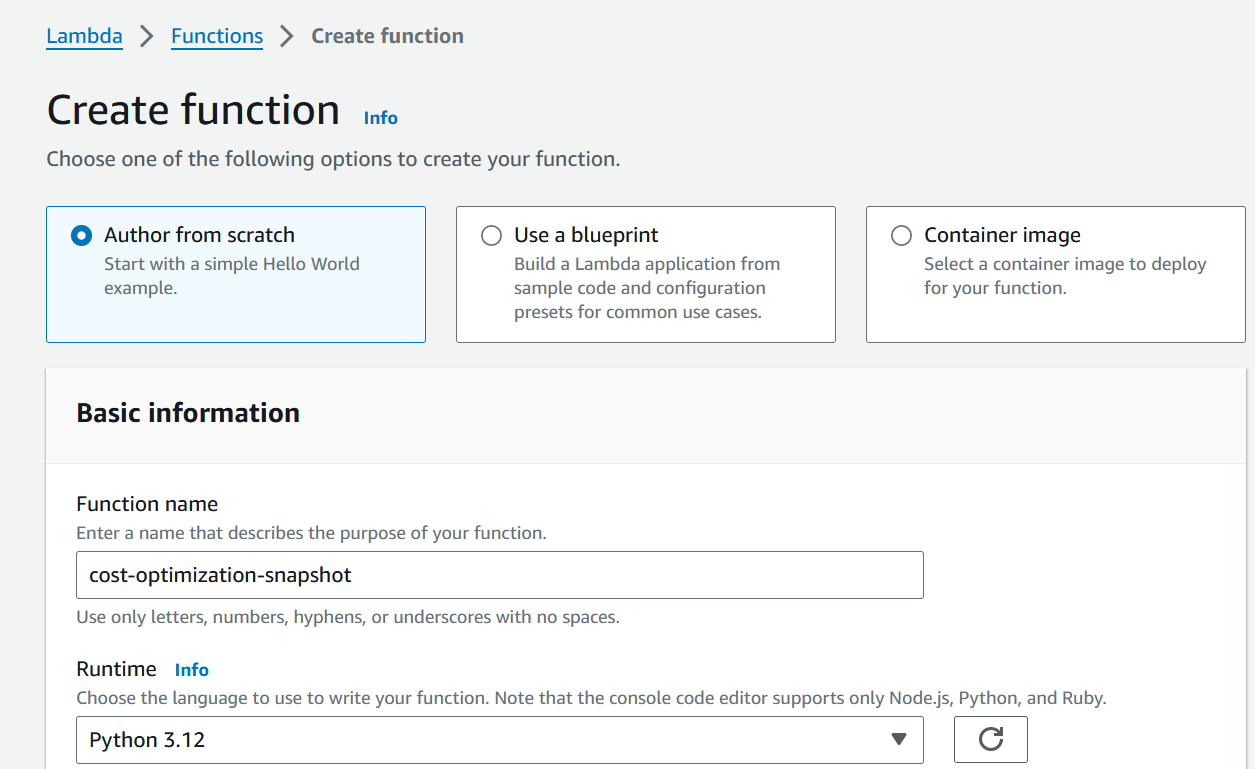 Lambda > Functions > Create function
Create function Info
Choose one of the following options to create your function.
Author from scratch
Start with a simple Hello World
example.
Use a blueprint
Build a Lambda application from
sample code and configuration
presets for common use cases.
Container image
Select a container image to deploy
for your function.
Basic information
Function name
Enter a name that describes the purpose of your function.
cost-optimization-snapshot
Use only letters, numbers, hyphens, or underscores with no spaces.
Runtime Info
Choose the language to use to write your function. Note that the console code editor supports only Node.js, Python, and Ruby.
Python 3.12